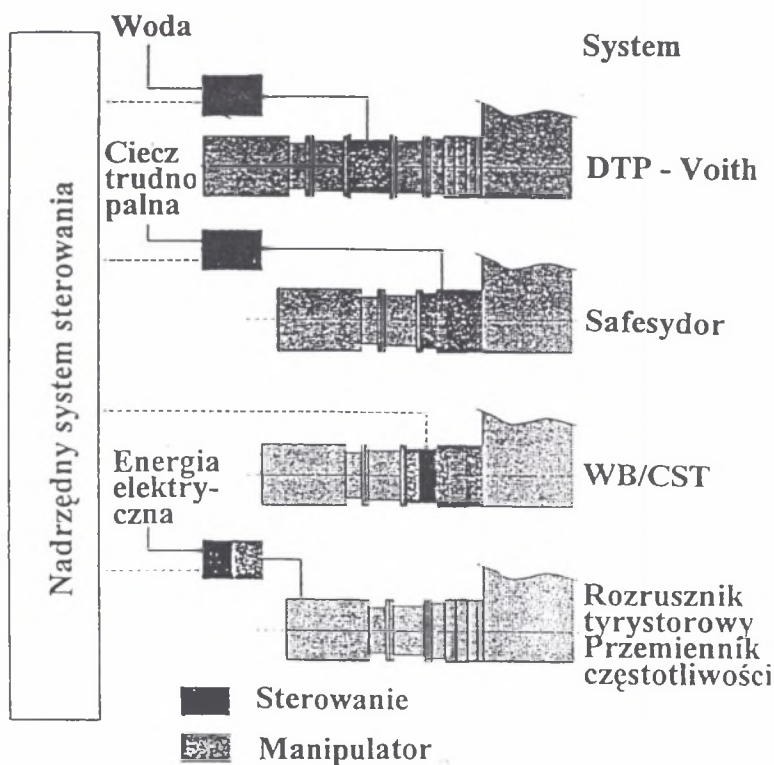 Woda
System
Ciecz
trudno
palna
DTP - Voith
Safesydor
Nadrzędny system sterowania
Energia
elektry-
czna
WB/CST
Rozrusznik
tyrystorowy
Przemiennik
częstotliwości
Sterowanie
Manipulator